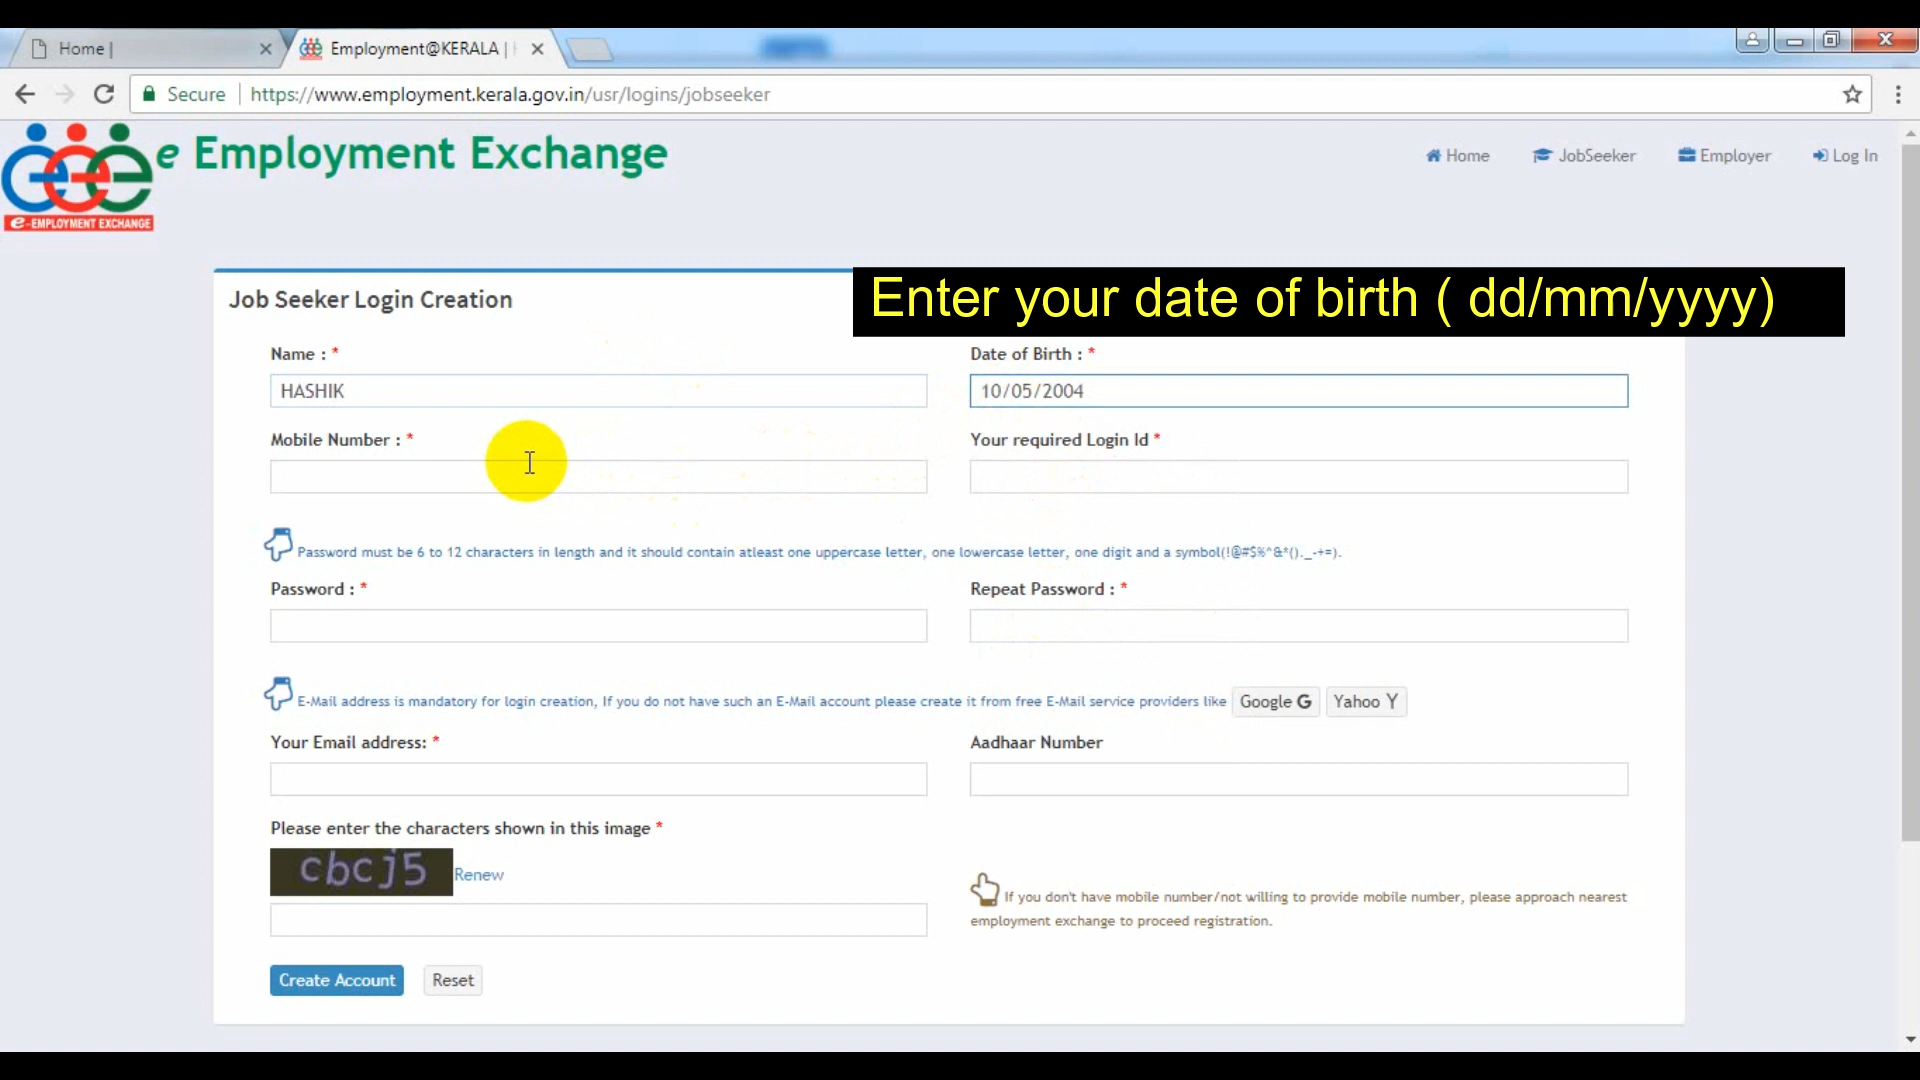 Home |
Employment@KERALA |
Secure https://www.employment.kerala.gov.in/usr/logins/jobseeker
e Employment Exchange
e-EMPLOYMENT EXCHANGE
Home JobSeeker Employer Log In
Job Seeker Login Creation
Enter your date of birth ( dd/mm/yyyy)
Name : * Date of Birth : *
HASHIK 10/05/2004
Mobile Number : * Your required Login Id *
Password must be 6 to 12 characters in length and it should contain atleast one uppercase letter, one lowercase letter, one digit and a symbol(!@#$%^&*()._-+=).
Password : * Repeat Password : *
E-Mail address is mandatory for login creation, If you do not have such an E-Mail account please create it from free E-Mail service providers like Google G Yahoo Y
Your Email address: * Aadhaar Number
Please enter the characters shown in this image *
cbcj5 Renew
If you don't have mobile number/not willing to provide mobile number, please approach nearest
employment exchange to proceed registration.
Create Account Reset